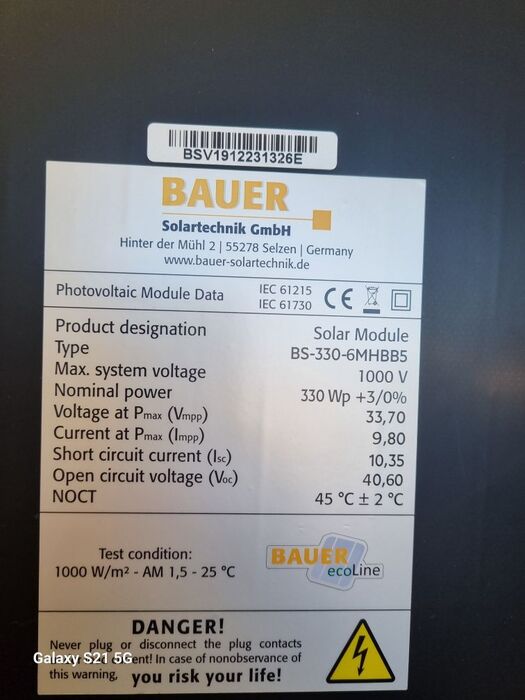 BSV1912231326E
BAUER
Solartechnik GmbH
Hinter der Mühl 2 | 55278 Selzen | Germany
www.bauer-solartechnik.de
Photovoltaic Module Data IEC 61215
IEC 61730 CE
Product designation Solar Module
Type BS-330-6MHBB5
Max. system voltage 1000 V
Nominal power 330 Wp +3/0%
Voltage at Pmax (Vmpp) 33,70
Current at Pmax (Impp) 9,80
Short circuit current (Isc) 10,35
Open circuit voltage (Voc) 40,60
NOCT 45 °C ± 2 °C
Test condition:
1000 W/m² - AM 1,5 - 25 °C
BAUER
ecoLine
DANGER!
Never plug or disconnect the plug contacts
ent! In case of nonobservance of
this warning, you risk your life!
Galaxy S21 5G